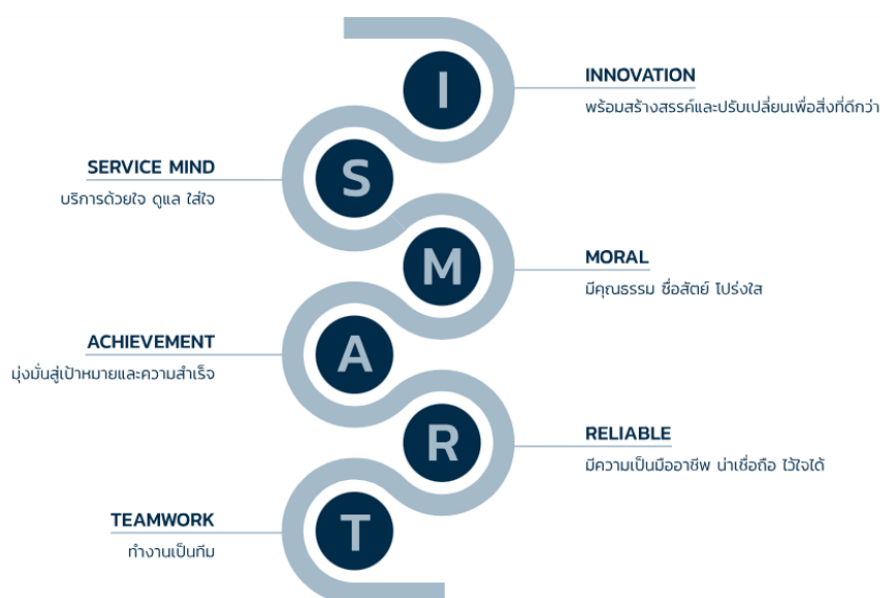 I
INNOVATION
พร้อมสร้างสรรค์และปรับเปลี่ยนเพื่อสิ่งที่ดีกว่า
S
SERVICE MIND
บริการด้วยใจ ดูแล ใส่ใจ
M
MORAL
มีคุณธรรม ซื่อสัตย์ โปร่งใส
A
ACHIEVEMENT
มุ่งมั่นสู่เป้าหมายและความสำเร็จ
R
RELIABLE
มีความเป็นมืออาชีพ น่าเชื่อถือ ไว้ใจได้
T
TEAMWORK
ทำงานเป็นทีม